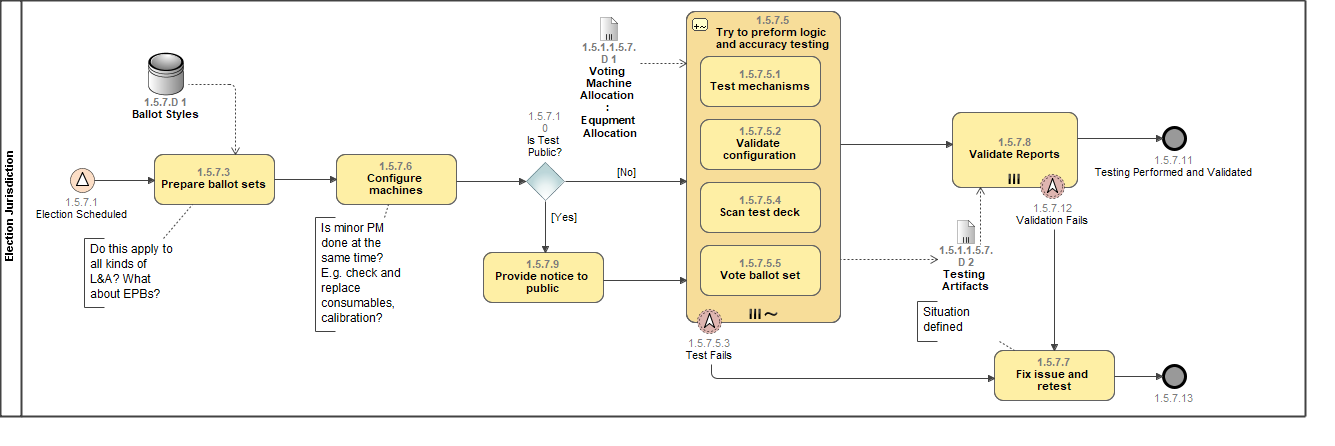 Election Jurisdiction
1.5.7.1
Election Scheduled
1.5.7.D 1
Ballot Styles
1.5.7.3
Prepare ballot sets
Do this apply to
all kinds of
L&A? What
about EPBs?
1.5.7.6
Configure
machines
Is minor PM
done at the
same time?
E.g. check and
replace
consumables,
calibration?
1.5.7.1
0
Is Test
Public?
[No]
[Yes]
1.5.7.9
Provide notice to
public
1.5.1.1.5.7.
D 1
Voting
Machine
Allocation
:
Equpment
Allocation
1.5.7.5
Try to preform logic
and accuracy testing
1.5.7.5.1
Test mechanisms
1.5.7.5.2
Validate
configuration
1.5.7.5.4
Scan test deck
1.5.7.5.5
Vote ballot set
1.5.7.5.3
Test Fails
1.5.7.8
Validate Reports
1.5.7.12
Validation Fails
1.5.1.1.5.7.
D 2
Testing
Artifacts
Situation
defined
1.5.7.7
Fix issue and
retest
1.5.7.11
Testing Performed and Validated
1.5.7.13